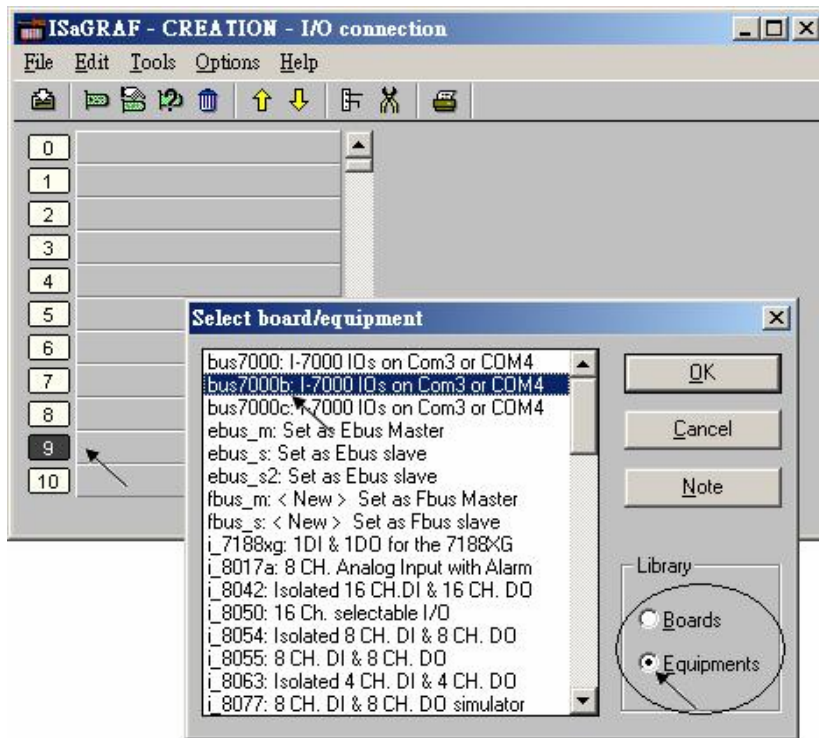 ISaGRAF - CREATION - I/O connection
File Edit Tools Options Help
0
1
2
3
4
5
6
7
8
9
10
Select board/equipment
bus7000: I-7000 IOs on Com3 or COM4
bus7000b: I-7000 IOs on Com3 or COM4
bus7000c: I-7000 IOs on Com3 or COM4
ebus_m: Set as Ebus Master
ebus_s: Set as Ebus slave
ebus_s2: Set as Ebus slave
fbus_m: < New > Set as Fbus Master
fbus_s: < New > Set as Fbus slave
i_7188xg: 1DI & 1DO for the 7188XG
i_8017a: 8 CH. Analog Input with Alarm
i_8042: Isolated 16 CH.DI & 16 CH. DO
i_8050: 16 Ch. selectable I/O
i_8054: Isolated 8 CH. DI & 8 CH. DO
i_8055: 8 CH. DI & 8 CH. DO
i_8063: Isolated 4 CH. DI & 4 CH. DO
i_8077: 8 CH. DI & 8 CH. DO simulator
OK
Cancel
Note
Library
Boards
Equipments